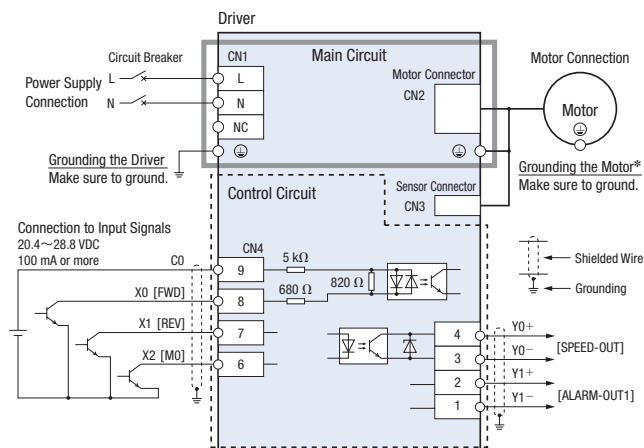 Driver
Main Circuit
CN1
Circuit Breaker
Power Supply
Connection
L
N
L
N
NC
Motor Connector
CN2
Motor Connection
Motor
Grounding the Driver
Make sure to ground.
Grounding the Motor*
Make sure to ground.
Control Circuit
Sensor Connector
CN3
Connection to Input Signals
20.4～28.8 VDC
100 mA or more
C0
CN4
9
5 kΩ
820 Ω
X0 [FWD]
8
680 Ω
X1 [REV]
7
X2 [M0]
6
Shielded Wire
Grounding
4
Y0+
3
Y0−
[SPEED-OUT]
2
Y1+
1
Y1−
[ALARM-OUT1]